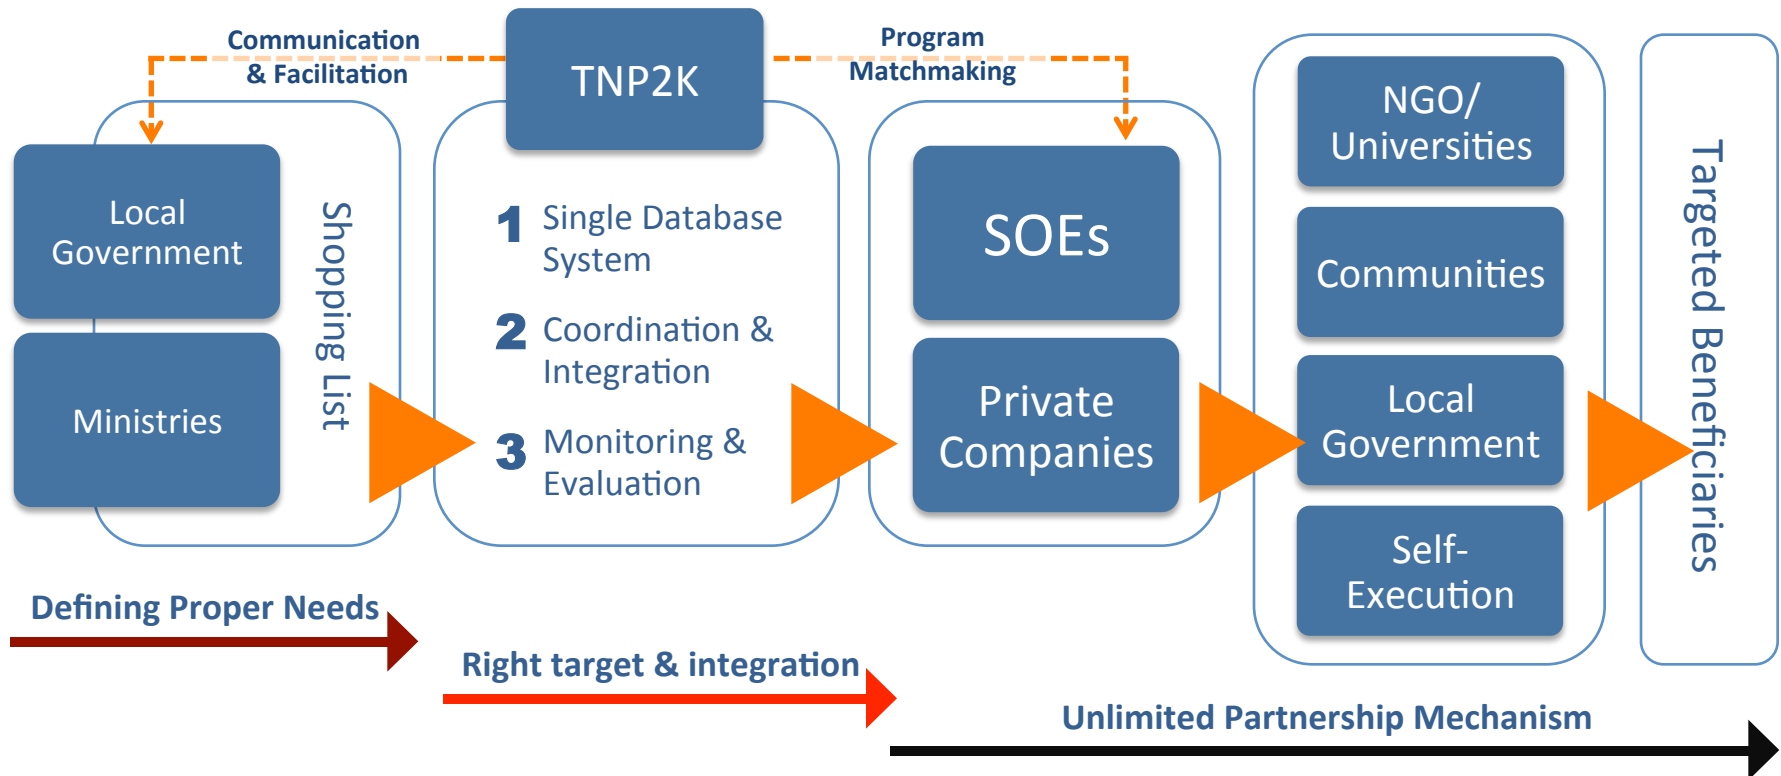 Communication
& Facilitation
TNP2K
Program
Matchmaking
Local
Government
Ministries
Shopping List
1 Single Database
System
2 Coordination &
Integration
3 Monitoring &
Evaluation
SOEs
Private
Companies
NGO/
Universities
Communities
Local
Government
Self-
Execution
Targeted Beneficiaries
Defining Proper Needs
Right target & integration
Unlimited Partnership Mechanism